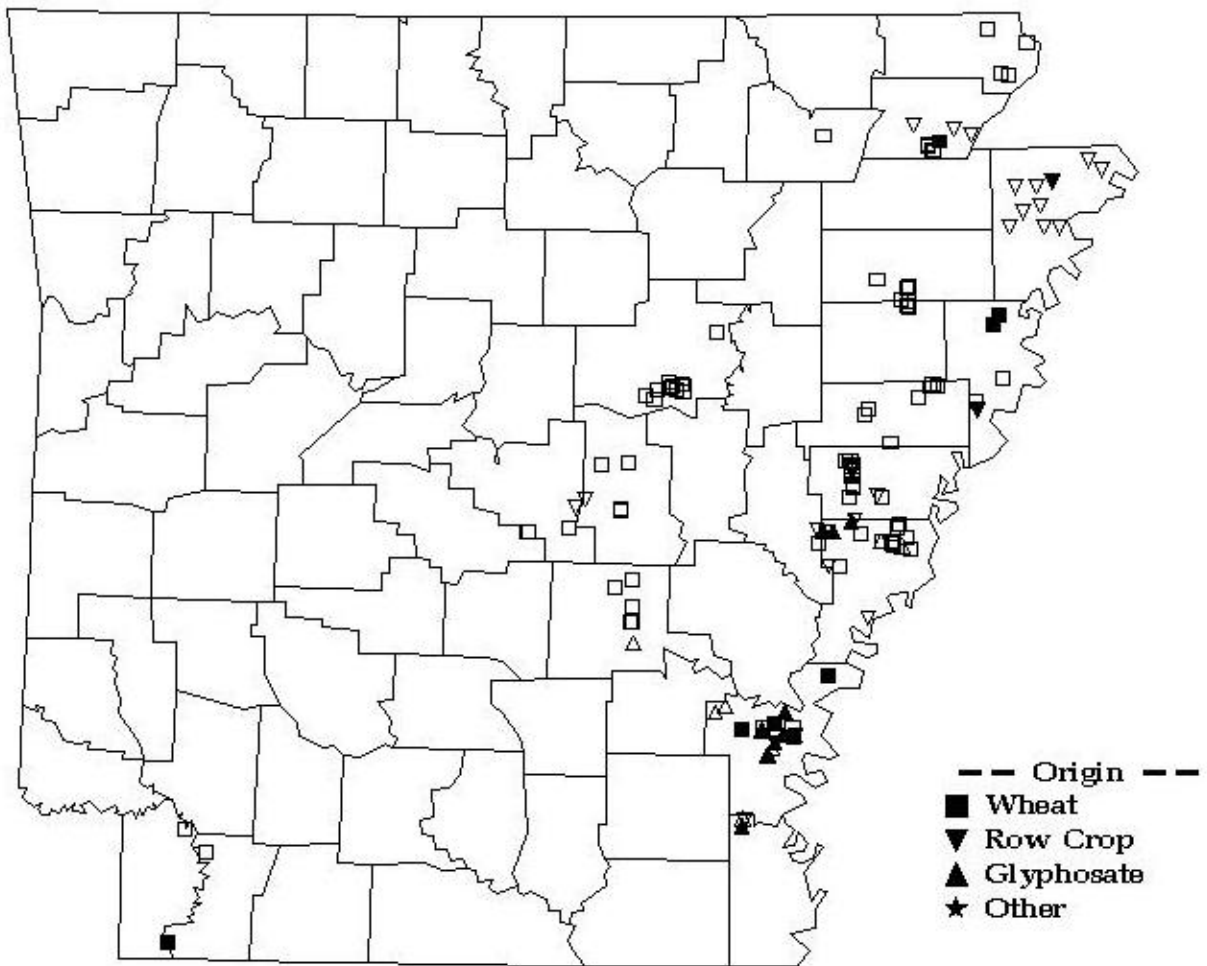 -- -- Origin -- --
Wheat
Row Crop
Glyphosate
Other